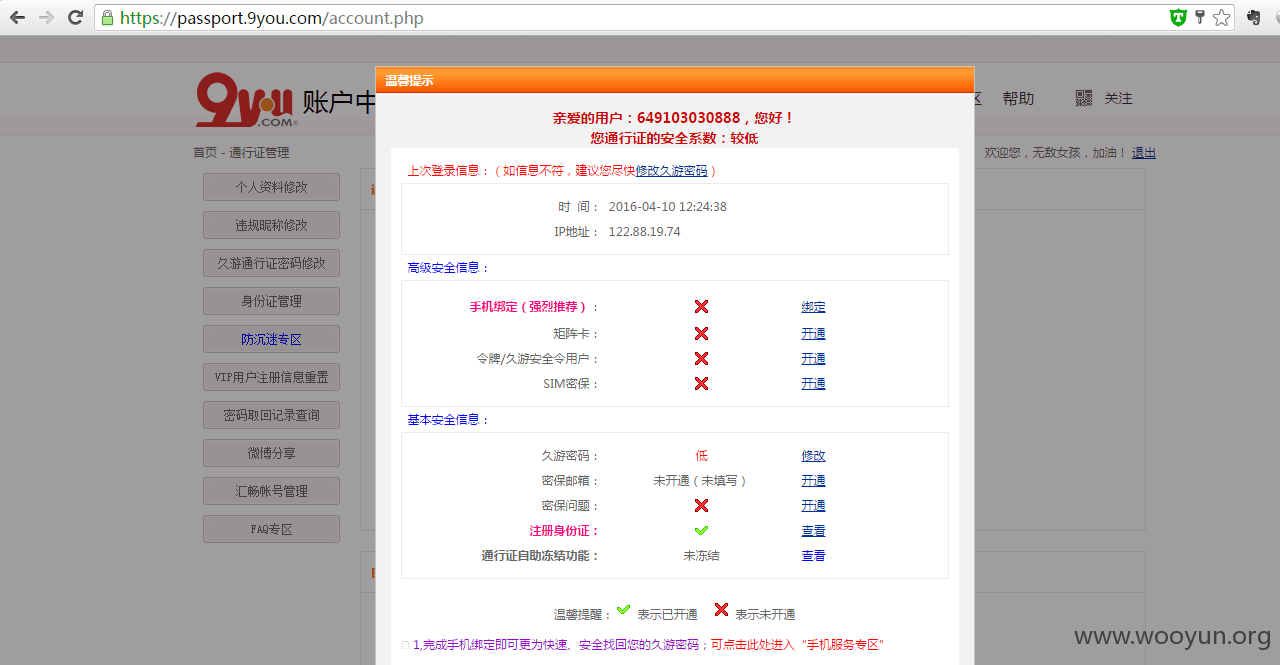 https://passport.9you.com/account.php
温馨提示
9you .COM 账户中
帮助 关注
亲爱的用户：649103030888，您好！
您通行证的安全系数：较低
首页 - 通行证管理
欢迎您，无敌女孩，加油！ 退出
个人资料修改
违规昵称修改
久游通行证密码修改
身份证管理
防沉迷专区
VIP用户注册信息重置
密码取回记录查询
微博分享
汇畅帐号管理
FAQ专区
上次登录信息：（如信息不符，建议您尽快修改久游密码）
时 间： 2016-04-10 12:24:38
IP地址： 122.88.19.74
高级安全信息：
手机绑定（强烈推荐）： 绑定
矩阵卡： 开通
令牌/久游安全令用户： 开通
SIM密保： 开通
基本安全信息：
久游密码： 低 修改
密保邮箱： 未开通（未填写） 开通
密保问题： 开通
注册身份证： 查看
通行证自助冻结功能： 未冻结 查看
温馨提醒： 表示已开通 表示未开通
1,完成手机绑定即可更为快速、安全找回您的久游密码；可点击此处进入“手机服务专区”
www.wooyun.org